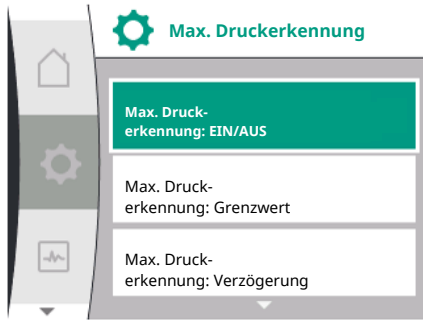 Max. Druckerkennung
Max. Druck-
erkennung: EIN/AUS
Max. Druck-
erkennung: Grenzwert
Max. Druck-
erkennung: Verzögerung